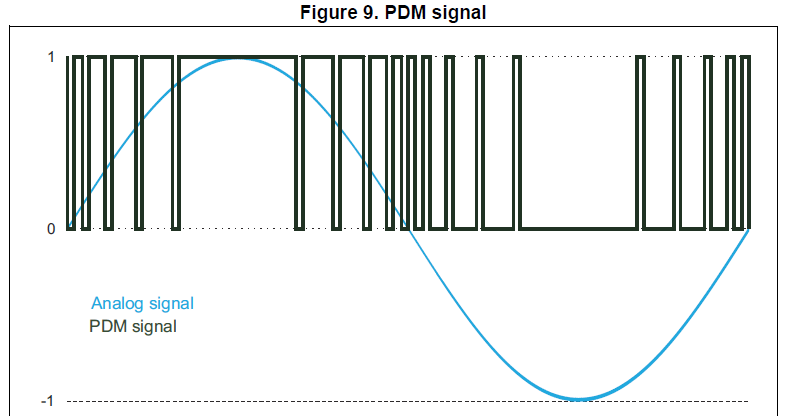 Figure 9. PDM signal
1
0
Analog signal
PDM signal
-1